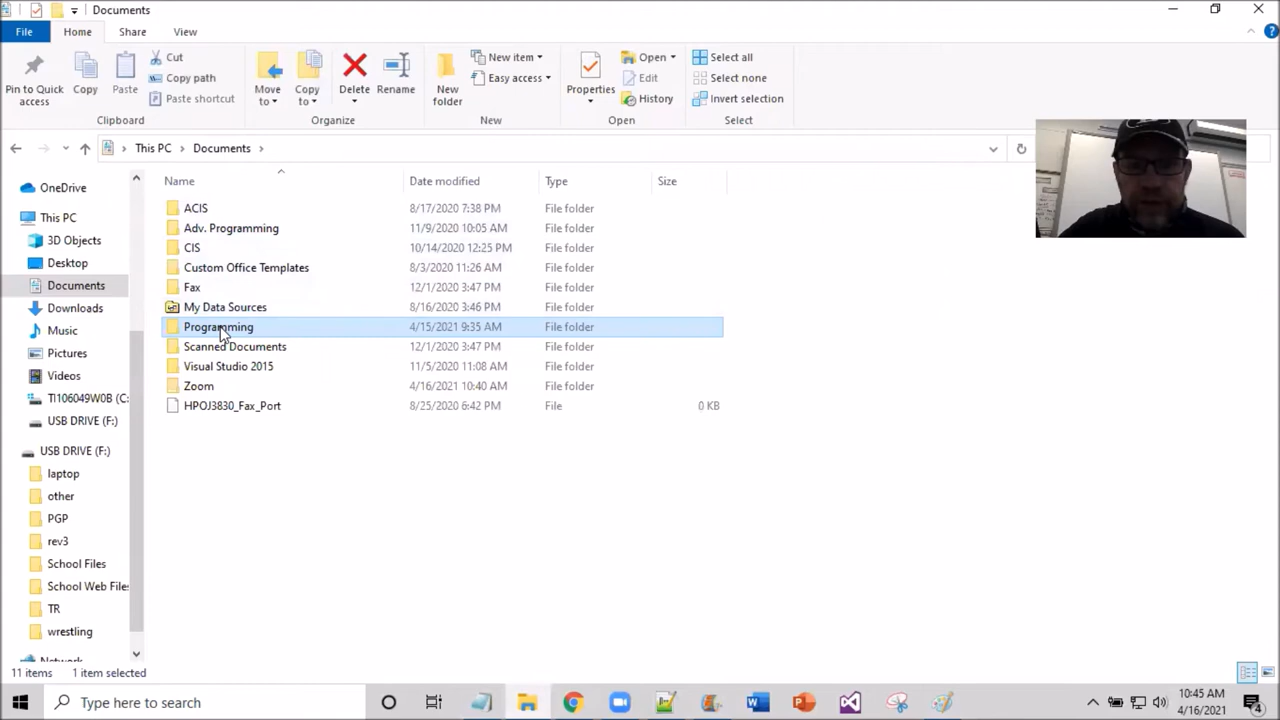 Documents
File Home Share View
Pin to Quick access
Copy
Paste
Cut
Copy path
Paste shortcut
Clipboard
Move to
Copy to
Delete
Rename
Organize
New folder
New item
Easy access
New
Properties
Open
Edit
History
Open
Select all
Select none
Invert selection
Select
This PC Documents
Name Date modified Type Size
ACIS 8/17/2020 7:38 PM File folder
Adv. Programming 11/9/2020 10:05 AM File folder
CIS 10/14/2020 12:25 PM File folder
Custom Office Templates 8/3/2020 11:26 AM File folder
Fax 12/1/2020 3:47 PM File folder
My Data Sources 8/16/2020 3:46 PM File folder
Programming 4/15/2021 9:35 AM File folder
Scanned Documents 12/1/2020 3:47 PM File folder
Visual Studio 2015 11/5/2020 11:08 AM File folder
Zoom 4/16/2021 10:40 AM File folder
HPOJ3830_Fax_Port 8/25/2020 6:42 PM File 0 KB
OneDrive
This PC
3D Objects
Desktop
Documents
Downloads
Music
Pictures
Videos
TI106049W0B (C:
USB DRIVE (F:)
USB DRIVE (F:)
laptop
other
PGP
rev3
School Files
School Web Files
TR
wrestling
Network
11 items 1 item selected
Type here to search
10:45 AM
4/16/2021
4